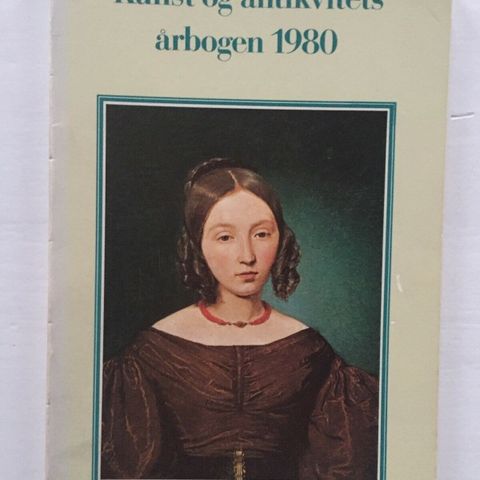 Kunst og antikvitets
årbogen 1980